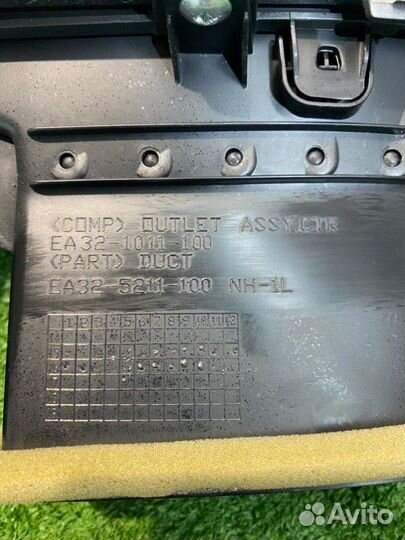 <COMP> OUTLET ASSY,CTR
EA32-1011-100
<PART> DUCT
EA32-5211-100 NH-1L
1 2 3 4 5 6 7 8 9 10 11 12
Avito